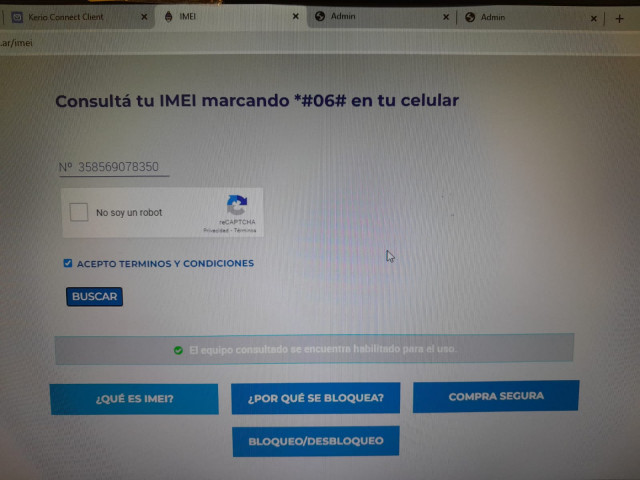 Kerio Connect Client
IMEI
Admin
Admin
.ar/imei
Consultá tu IMEI marcando *#06# en tu celular
Nº 358569078350
No soy un robot
reCAPTCHA
Privacidad - Términos
ACEPTO TERMINOS Y CONDICIONES
BUSCAR
El equipo consultado se encuentra habilitado para el uso.
¿QUÉ ES IMEI?
¿POR QUÉ SE BLOQUEA?
COMPRA SEGURA
BLOQUEO/DESBLOQUEO